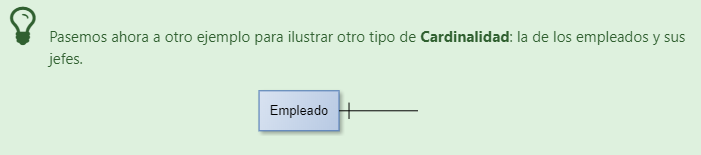 Pasemos ahora a otro ejemplo para ilustrar otro tipo de Cardinalidad: la de los empleados y sus
jefes.
Empleado